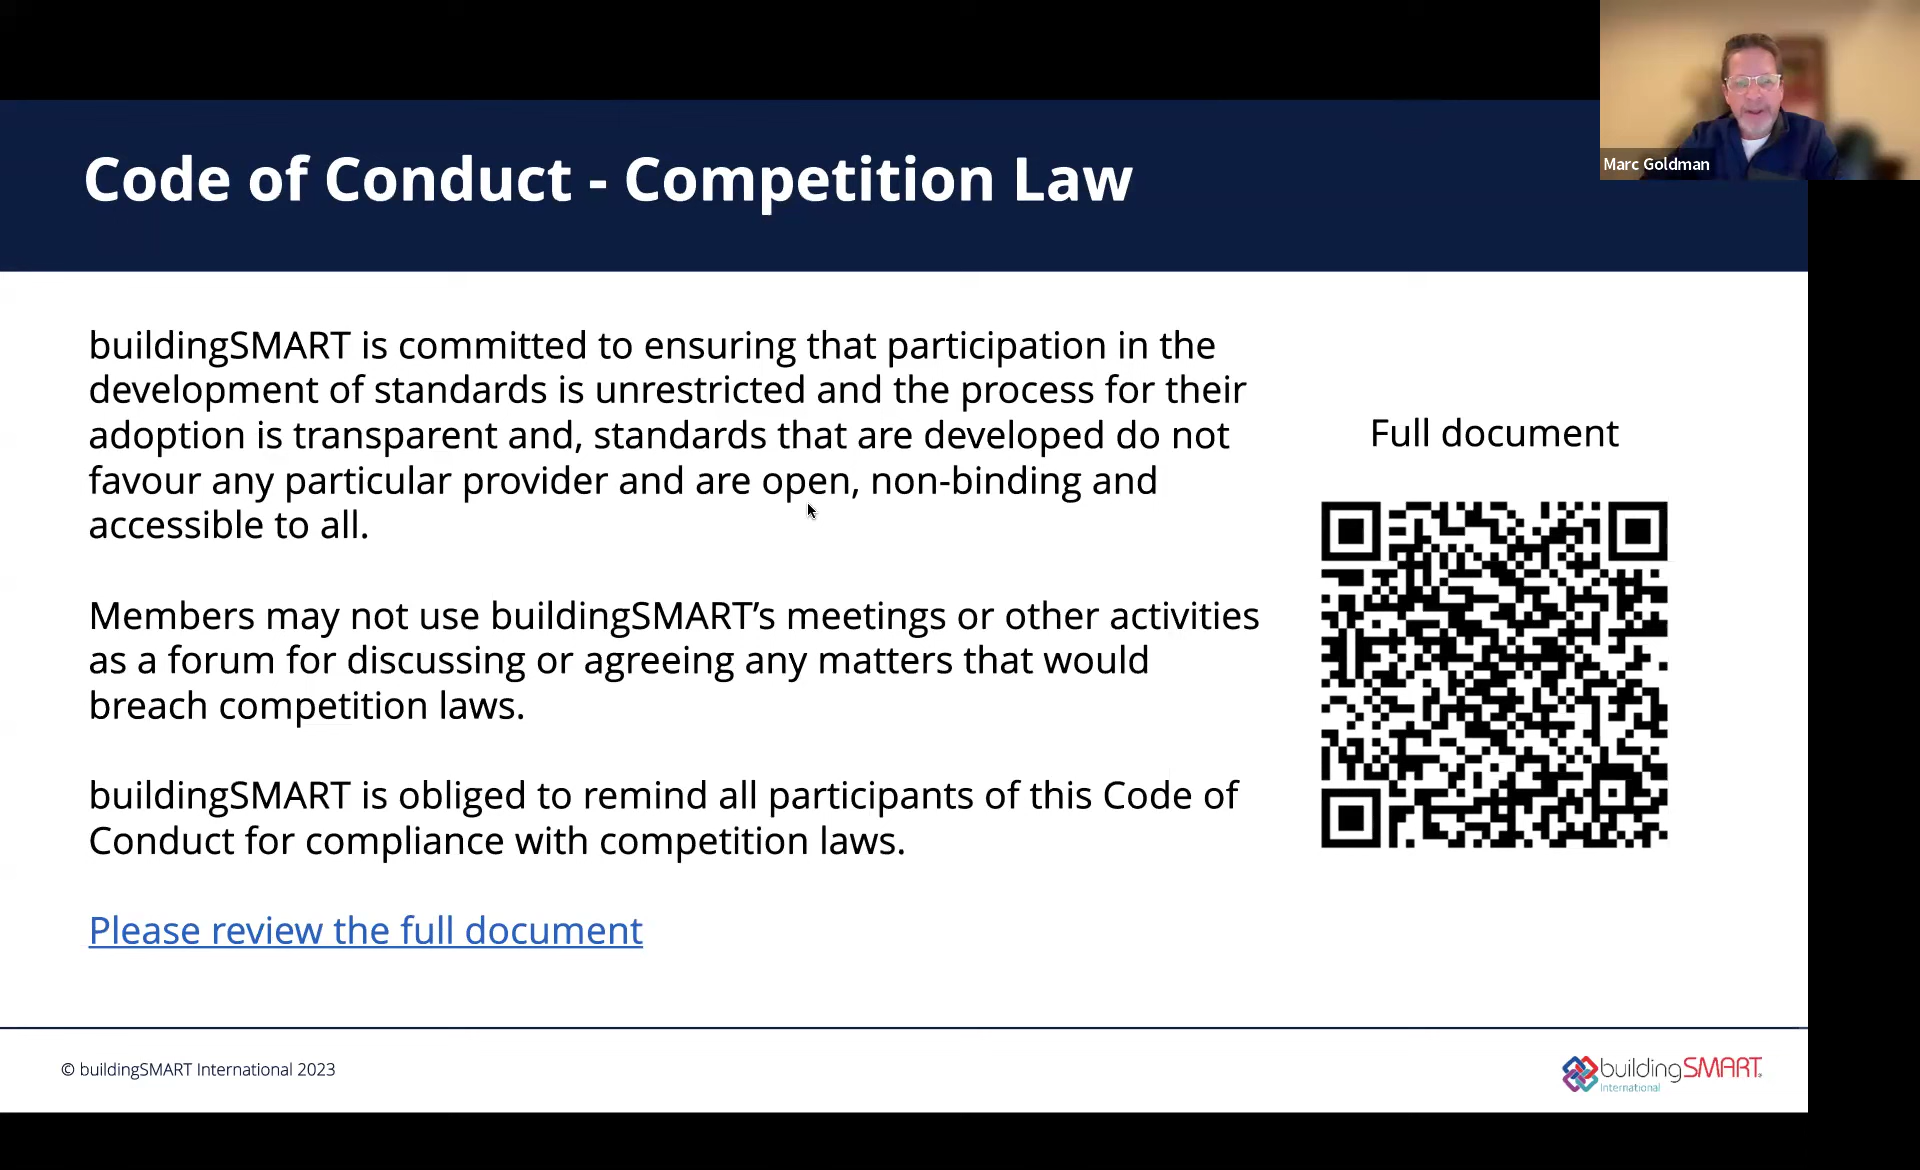 Marc Goldman
Code of Conduct - Competition Law
buildingSMART is committed to ensuring that participation in the
development of standards is unrestricted and the process for their
adoption is transparent and, standards that are developed do not
favour any particular provider and are open, non-binding and
accessible to all.
Members may not use buildingSMART’s meetings or other activities
as a forum for discussing or agreeing any matters that would
breach competition laws.
buildingSMART is obliged to remind all participants of this Code of
Conduct for compliance with competition laws.
Please review the full document
Full document
© buildingSMART International 2023
buildingSMART
International